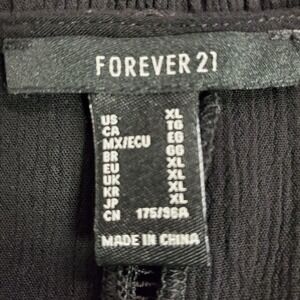 FOREVER 21
US XL
CA TG
MX/ECU EG
BR GG
EU XL
UK XL
KR XL
JP XL
CN 175/96A
MADE IN CHINA